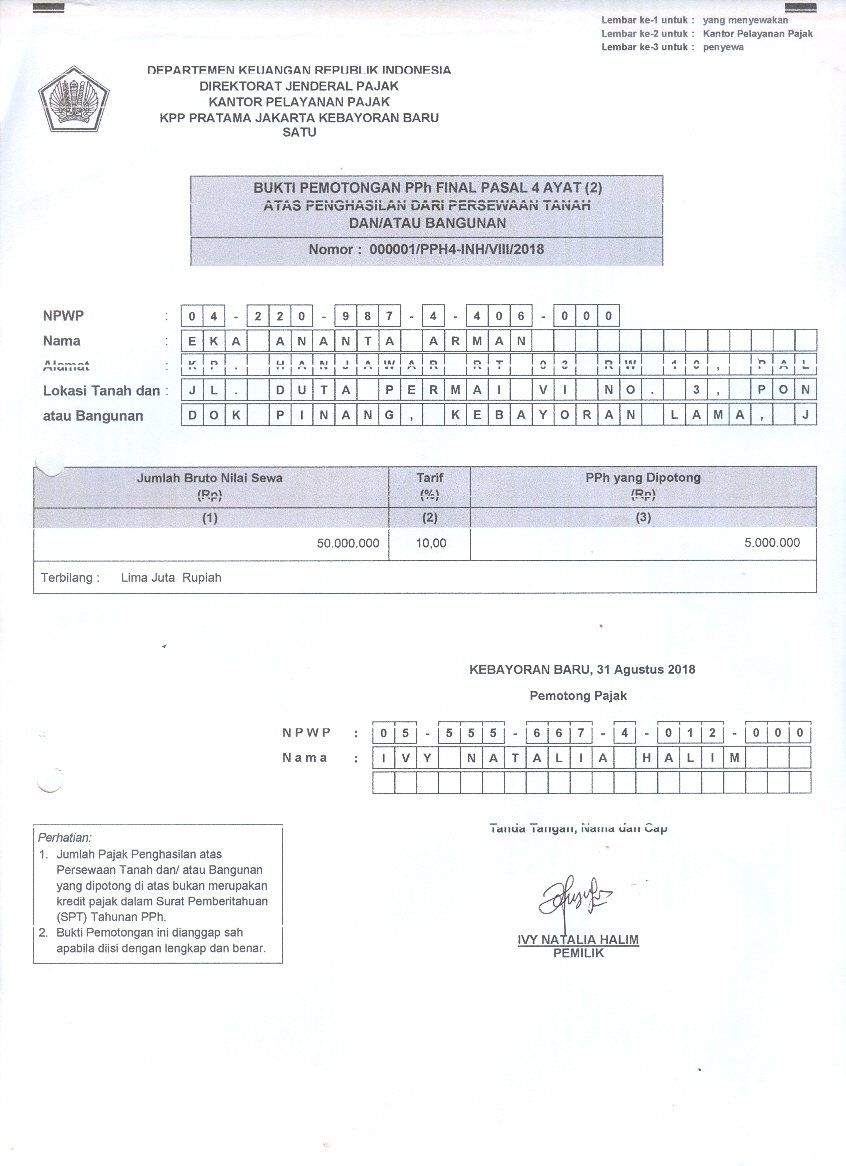 Lembar ke-1 untuk : yang menyewakan
Lembar ke-2 untuk : Kantor Pelayanan Pajak
Lembar ke-3 untuk : penyewa
DEPARTEMEN KEUANGAN REPUBLIK INDONESIA
DIREKTORAT JENDERAL PAJAK
KANTOR PELAYANAN PAJAK
KPP PRATAMA JAKARTA KEBAYORAN BARU
SATU
BUKTI PEMOTONGAN PPh FINAL PASAL 4 AYAT (2)
ATAS PENGHASILAN DARI PERSEWAAN TANAH
DAN/ATAU BANGUNAN
Nomor : 000001/PPH4-INH/VIII/2018
NPWP : 04-220-987-4-406-000
Nama : EKA ANANTA ARMAN
Alamat : KP. HANJAWAR RT 03 RW 10, PAL
Lokasi Tanah dan : JL. DUTA PERMAI VI NO. 3, PON
atau Bangunan DOK PINANG, KEBAYORAN LAMA, J
Jumlah Bruto Nilai Sewa Tarif PPh yang Dipotong
(Rp) (%) (Rp)
(1) (2) (3)
50.000.000 10,00 5.000.000
Terbilang : Lima Juta Rupiah
KEBAYORAN BARU, 31 Agustus 2018
Pemotong Pajak
NPWP : 05-555-667-4-012-000
Nama : IVY NATALIA HALIM
Tanda Tangan, Nama dan Cap
Perhatian:
1. Jumlah Pajak Penghasilan atas
Persewaan Tanah dan/ atau Bangunan
yang dipotong di atas bukan merupakan
kredit pajak dalam Surat Pemberitahuan
(SPT) Tahunan PPh.
2. Bukti Pemotongan ini dianggap sah
apabila diisi dengan lengkap dan benar.
IVY NATALIA HALIM
PEMILIK